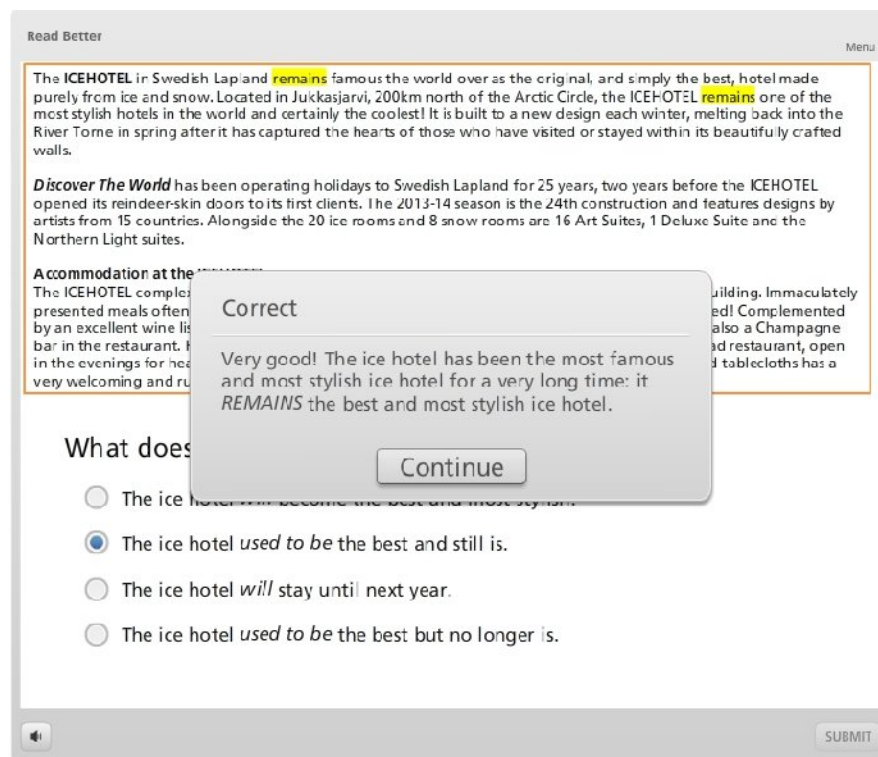 Read Better
Menu
The ICEHOTEL in Swedish Lapland remains famous the world over as the original, and simply the best, hotel made
purely from ice and snow. Located in Jukkasjarvi, 200km north of the Arctic Circle, the ICEHOTEL remains one of the
most stylish hotels in the world and certainly the coolest! It is built to a new design each winter, melting back into the
River Torne in spring after it has captured the hearts of those who have visited or stayed within its beautifully crafted
walls.
Discover The World has been operating holidays to Swedish Lapland for 25 years, two years before the ICEHOTEL
opened its reindeer-skin doors to its first clients. The 2013-14 season is the 24th construction and features designs by
artists from 15 countries. Alongside the 20 ice rooms and 8 snow rooms are 16 Art Suites, 1 Deluxe Suite and the
Northern Light suites.
Accommodation at the
The ICEHOTEL Immaculately
presented meals often ed! Complemented
by an excellent wine also a Champagne
bar in the restaurant. restaurant, open
in the evenings for tablecloths has a
very welcoming and
Correct
Very good! The ice hotel has been the most famous
and most stylish ice hotel for a very long time: it
REMAINS the best and most stylish ice hotel.
Continue
What does
The ice hotel will become the best and most stylish.
The ice hotel used to be the best and still is.
The ice hotel will stay until next year.
The ice hotel used to be the best but no longer is.
SUBMIT